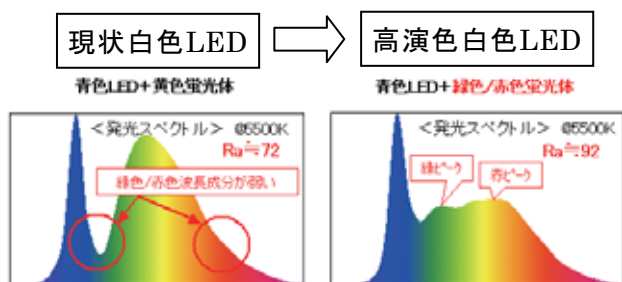 現状白色LED
高演色白色LED
青色LED+黄色蛍光体
青色LED+緑色/赤色蛍光体
<発光スペクトル> @5500K
Ra≒72
緑色/赤色波長成分が弱い
<発光スペクトル> @5500K
Ra≒92
緑ピーク
赤ピーク